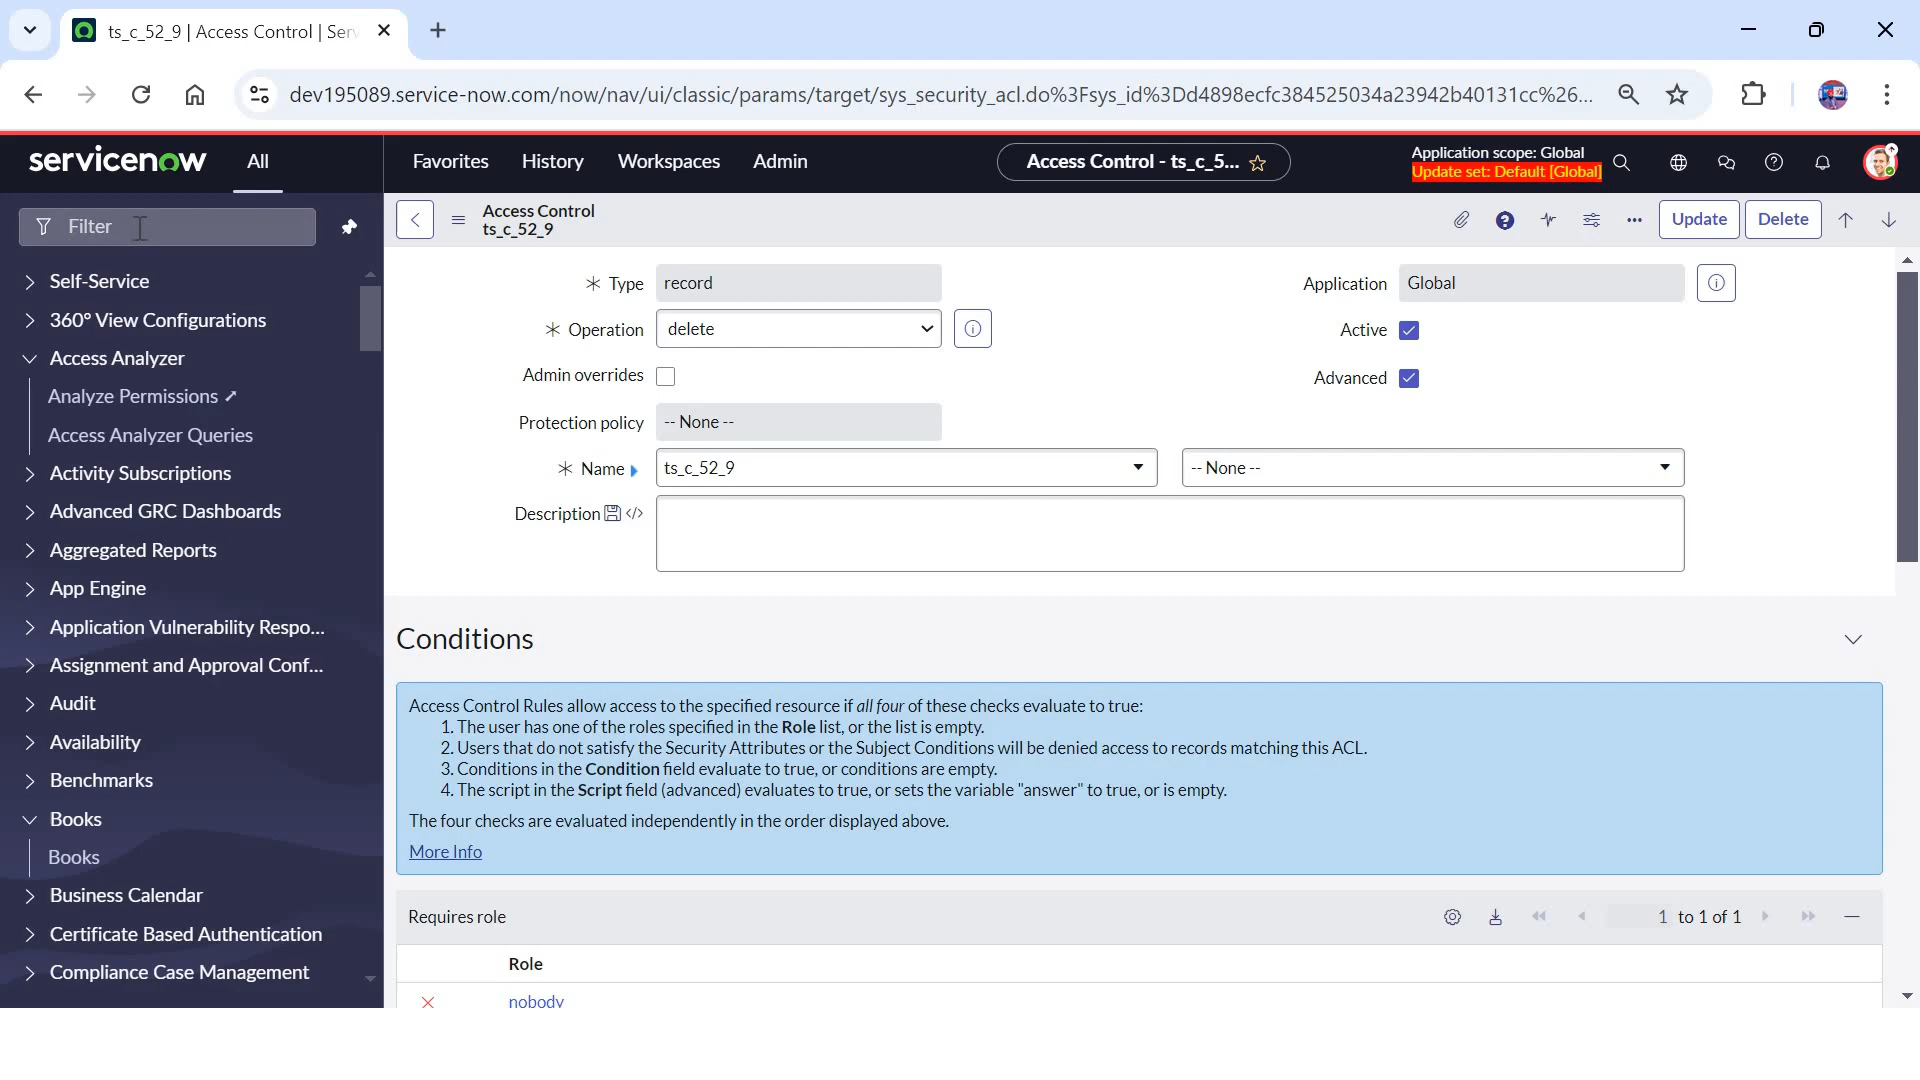 ts_c_52_9 | Access Control | Serv
dev195089.service-now.com/now/nav/ui/classic/params/target/sys_security_acl.do%3Fsys_id%3Dd4898ecfc384525034a23942b40131cc%26...
servicenow
All
Favorites
History
Workspaces
Admin
Access Control - ts_c_5...
Application scope: Global
Update set: Default [Global]
Filter
Access Control
ts_c_52_9
Update
Delete
Self-Service
360° View Configurations
Access Analyzer
Analyze Permissions
Access Analyzer Queries
Activity Subscriptions
Advanced GRC Dashboards
Aggregated Reports
App Engine
Application Vulnerability Respo...
Assignment and Approval Conf...
Audit
Availability
Benchmarks
Books
Books
Business Calendar
Certificate Based Authentication
Compliance Case Management
Type
record
Application
Global
Operation
delete
Active
Admin overrides
Advanced
Protection policy
-- None --
Name
ts_c_52_9
-- None --
Description
Conditions
Access Control Rules allow access to the specified resource if all four of these checks evaluate to true:
1. The user has one of the roles specified in the Role list, or the list is empty.
2. Users that do not satisfy the Security Attributes or the Subject Conditions will be denied access to records matching this ACL.
3. Conditions in the Condition field evaluate to true, or conditions are empty.
4. The script in the Script field (advanced) evaluates to true, or sets the variable "answer" to true, or is empty.
The four checks are evaluated independently in the order displayed above.
More Info
Requires role
1 to 1 of 1
Role
nobody